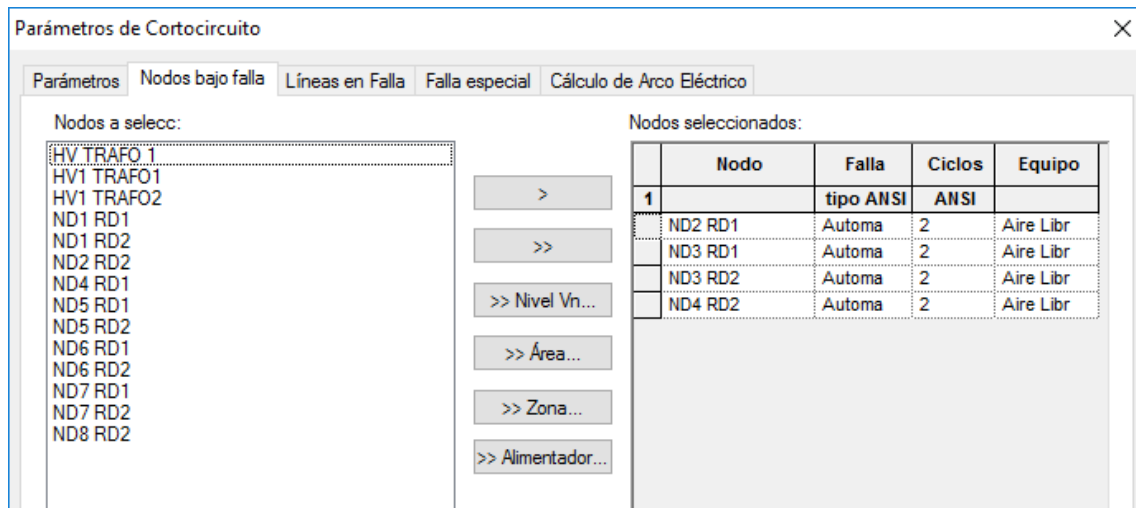 Parámetros de Cortocircuito
Parámetros Nodos bajo falla Líneas en Falla Falla especial Cálculo de Arco Eléctrico
Nodos a selecc:
HV TRAFO 1
HV1 TRAFO1
HV1 TRAFO2
ND1 RD1
ND1 RD2
ND2 RD2
ND4 RD1
ND5 RD1
ND5 RD2
ND6 RD1
ND6 RD2
ND7 RD1
ND7 RD2
ND8 RD2
>
>>
>> Nivel Vn...
>> Área...
>> Zona...
>> Alimentador...
Nodos seleccionados:
Nodo Falla Ciclos Equipo
1 tipo ANSI ANSI
ND2 RD1 Automa 2 Aire Libr
ND3 RD1 Automa 2 Aire Libr
ND3 RD2 Automa 2 Aire Libr
ND4 RD2 Automa 2 Aire Libr